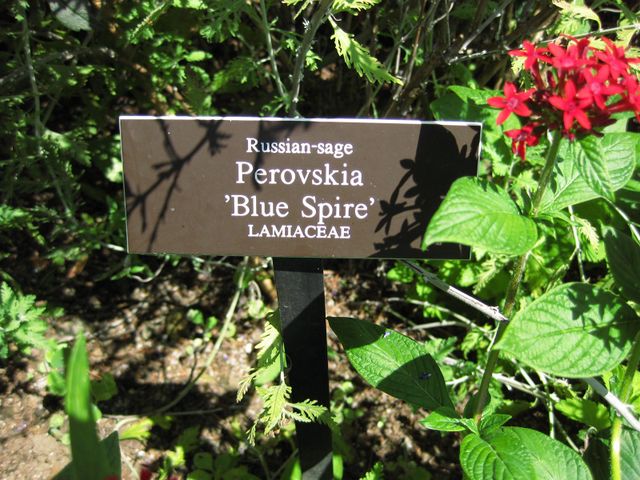 Russian-sage
Perovskia
'Blue Spire'
LAMIACEAE